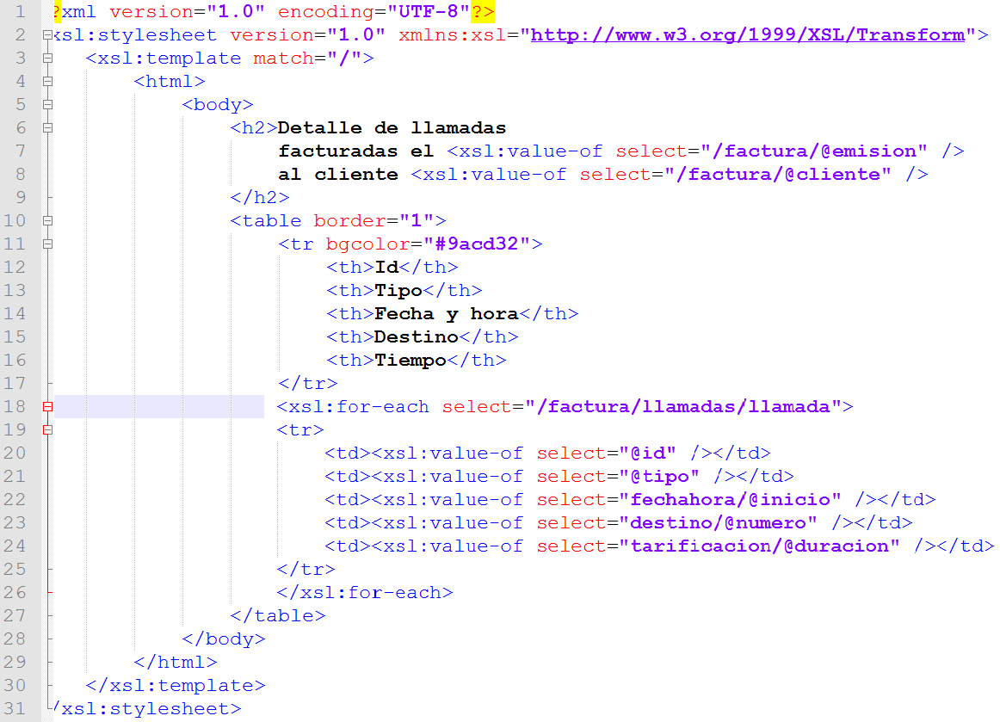 1 ?xml version="1.0" encoding="UTF-8"?>
2 xsl:stylesheet version="1.0" xmlns:xsl="http://www.w3.org/1999/XSL/Transform">
3 <xsl:template match="/">
4 <html>
5 <body>
6 <h2>Detalle de llamadas
7 facturadas el <xsl:value-of select="/factura/@emision" />
8 al cliente <xsl:value-of select="/factura/@cliente" />
9 </h2>
10 <table border="1">
11 <tr bgcolor="#9acd32">
12 <th>Id</th>
13 <th>Tipo</th>
14 <th>Fecha y hora</th>
15 <th>Destino</th>
16 <th>Tiempo</th>
17 </tr>
18 <xsl:for-each select="/factura/llamadas/llamada">
19 <tr>
20 <td><xsl:value-of select="@id" /></td>
21 <td><xsl:value-of select="@tipo" /></td>
22 <td><xsl:value-of select="fechahora/@inicio" /></td>
23 <td><xsl:value-of select="destino/@numero" /></td>
24 <td><xsl:value-of select="tarificacion/@duracion" /></td>
25 </tr>
26 </xsl:for-each>
27 </table>
28 </body>
29 </html>
30 </xsl:template>
31 /xsl:stylesheet>